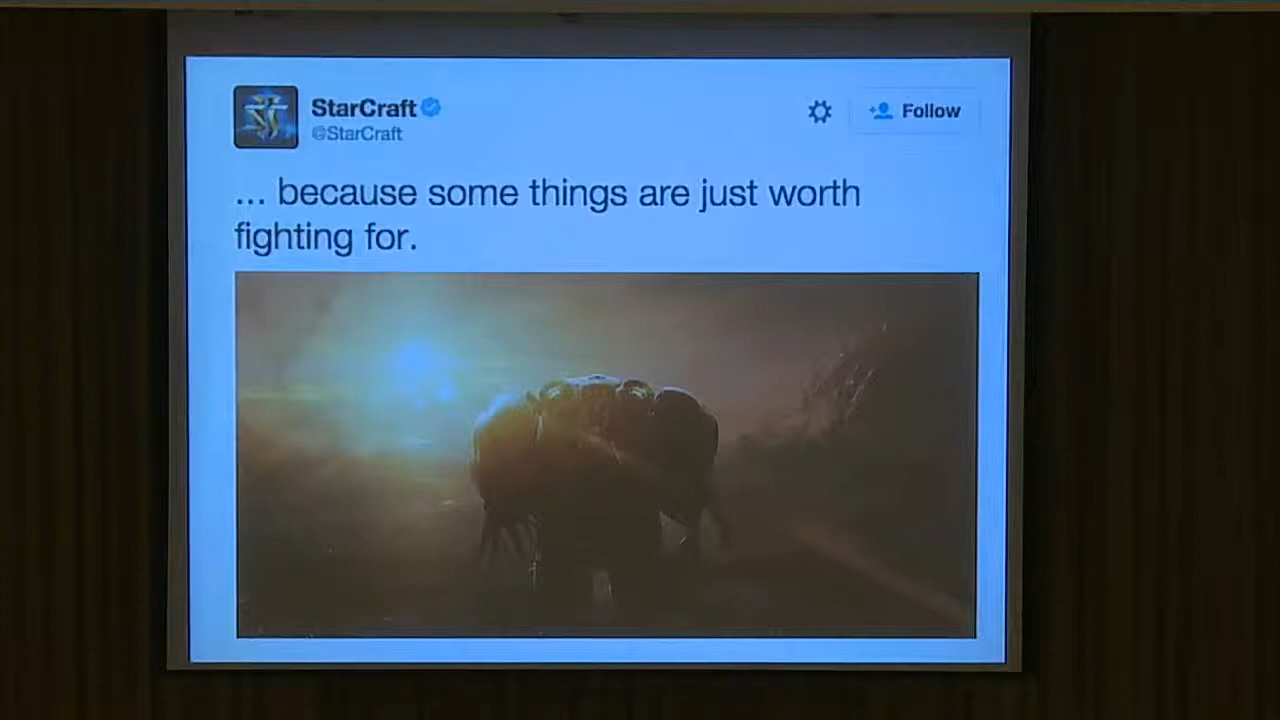 StarCraft
@StarCraft
Follow
... because some things are just worth
fighting for.